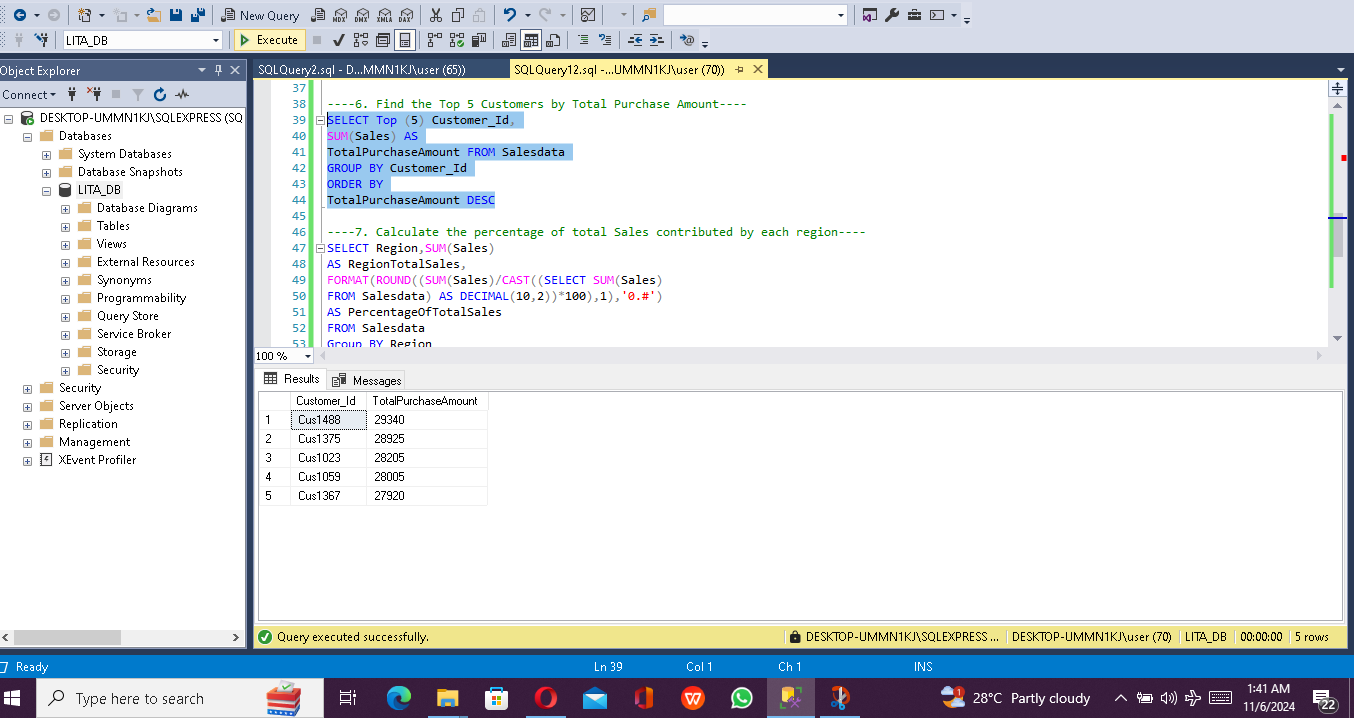 New Query
MDX DMX XMLA DAX
LITA_DB
Execute
Object Explorer
Connect
DESKTOP-UMMN1KJ\SQLEXPRESS (SQ
Databases
System Databases
Database Snapshots
LITA_DB
Database Diagrams
Tables
Views
External Resources
Synonyms
Programmability
Query Store
Service Broker
Storage
Security
Security
Server Objects
Replication
Management
XEvent Profiler
SQLQuery2.sql - D...MMN1KJ\user (65))
SQLQuery12.sql -...UMMN1KJ\user (70))
37
38 ----6. Find the Top 5 Customers by Total Purchase Amount----
39 SELECT Top (5) Customer_Id,
40 SUM(Sales) AS
41 TotalPurchaseAmount FROM Salesdata
42 GROUP BY Customer_Id
43 ORDER BY
44 TotalPurchaseAmount DESC
45
46 ----7. Calculate the percentage of total Sales contributed by each region----
47 SELECT Region,SUM(Sales)
48 AS RegionTotalSales,
49 FORMAT(ROUND((SUM(Sales)/CAST((SELECT SUM(Sales)
50 FROM Salesdata) AS DECIMAL(10,2))*100),1),'0.#')
51 AS PercentageOfTotalSales
52 FROM Salesdata
53 Group BY Region
100 %
Results Messages
Customer_Id TotalPurchaseAmount
1 Cus1488 29340
2 Cus1375 28925
3 Cus1023 28205
4 Cus1059 28005
5 Cus1367 27920
Query executed successfully.
DESKTOP-UMMN1KJ\SQLEXPRESS ... DESKTOP-UMMN1KJ\user (70) LITA_DB 00:00:00 5 rows
Ready Ln 39 Col 1 Ch 1 INS
Type here to search
1
28°C Partly cloudy
1:41 AM
11/6/2024
22